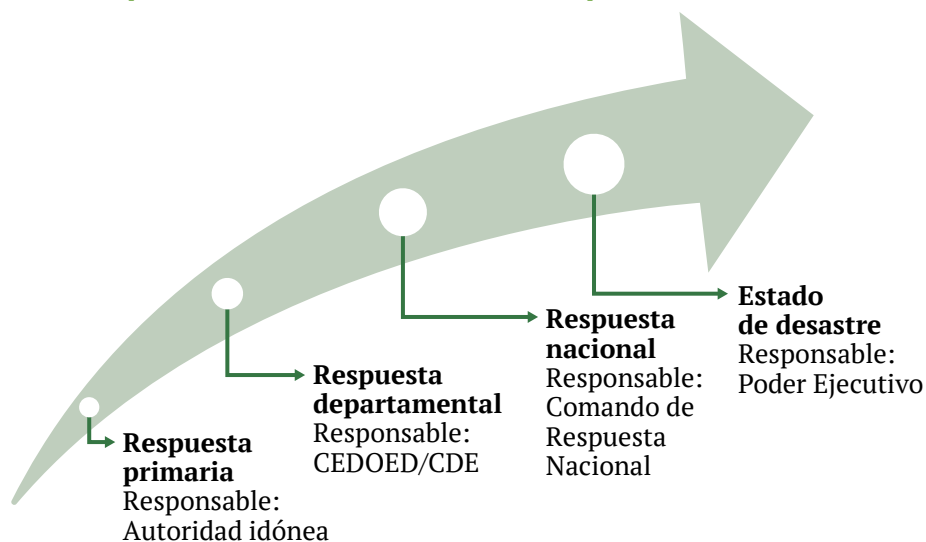 Respuesta
primaria
Responsable:
Autoridad idónea
Respuesta
departamental
Responsable:
CEDOED/CDE
Respuesta
nacional
Responsable:
Comando de
Respuesta
Nacional
Estado
de desastre
Responsable:
Poder Ejecutivo